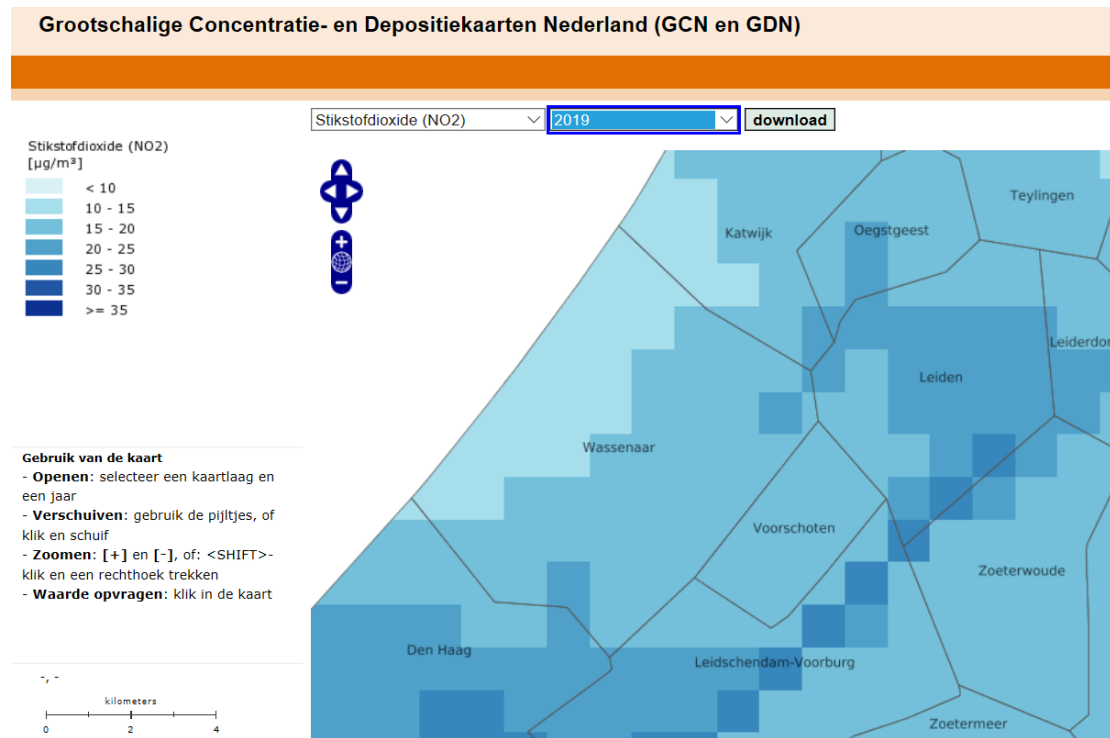 Grootschalige Concentratie- en Depositiekaarten Nederland (GCN en GDN)
Stikstofdioxide (NO2)
2019
download
Stikstofdioxide (NO2)
[µg/m³]
< 10
10 - 15
15 - 20
20 - 25
25 - 30
30 - 35
>= 35
Teylingen
Katwijk
Oegstgeest
Leiderdor
Leiden
Wassenaar
Voorschoten
Zoeterwoude
Den Haag
Leidschendam-Voorburg
Zoetermeer
Gebruik van de kaart
- Openen: selecteer een kaartlaag en
een jaar
- Verschuiven: gebruik de pijltjes, of
klik en schuif
- Zoomen: [+] en [-], of: <SHIFT>-
klik en een rechthoek trekken
- Waarde opvragen: klik in de kaart
-, -
kilometers
0 2 4